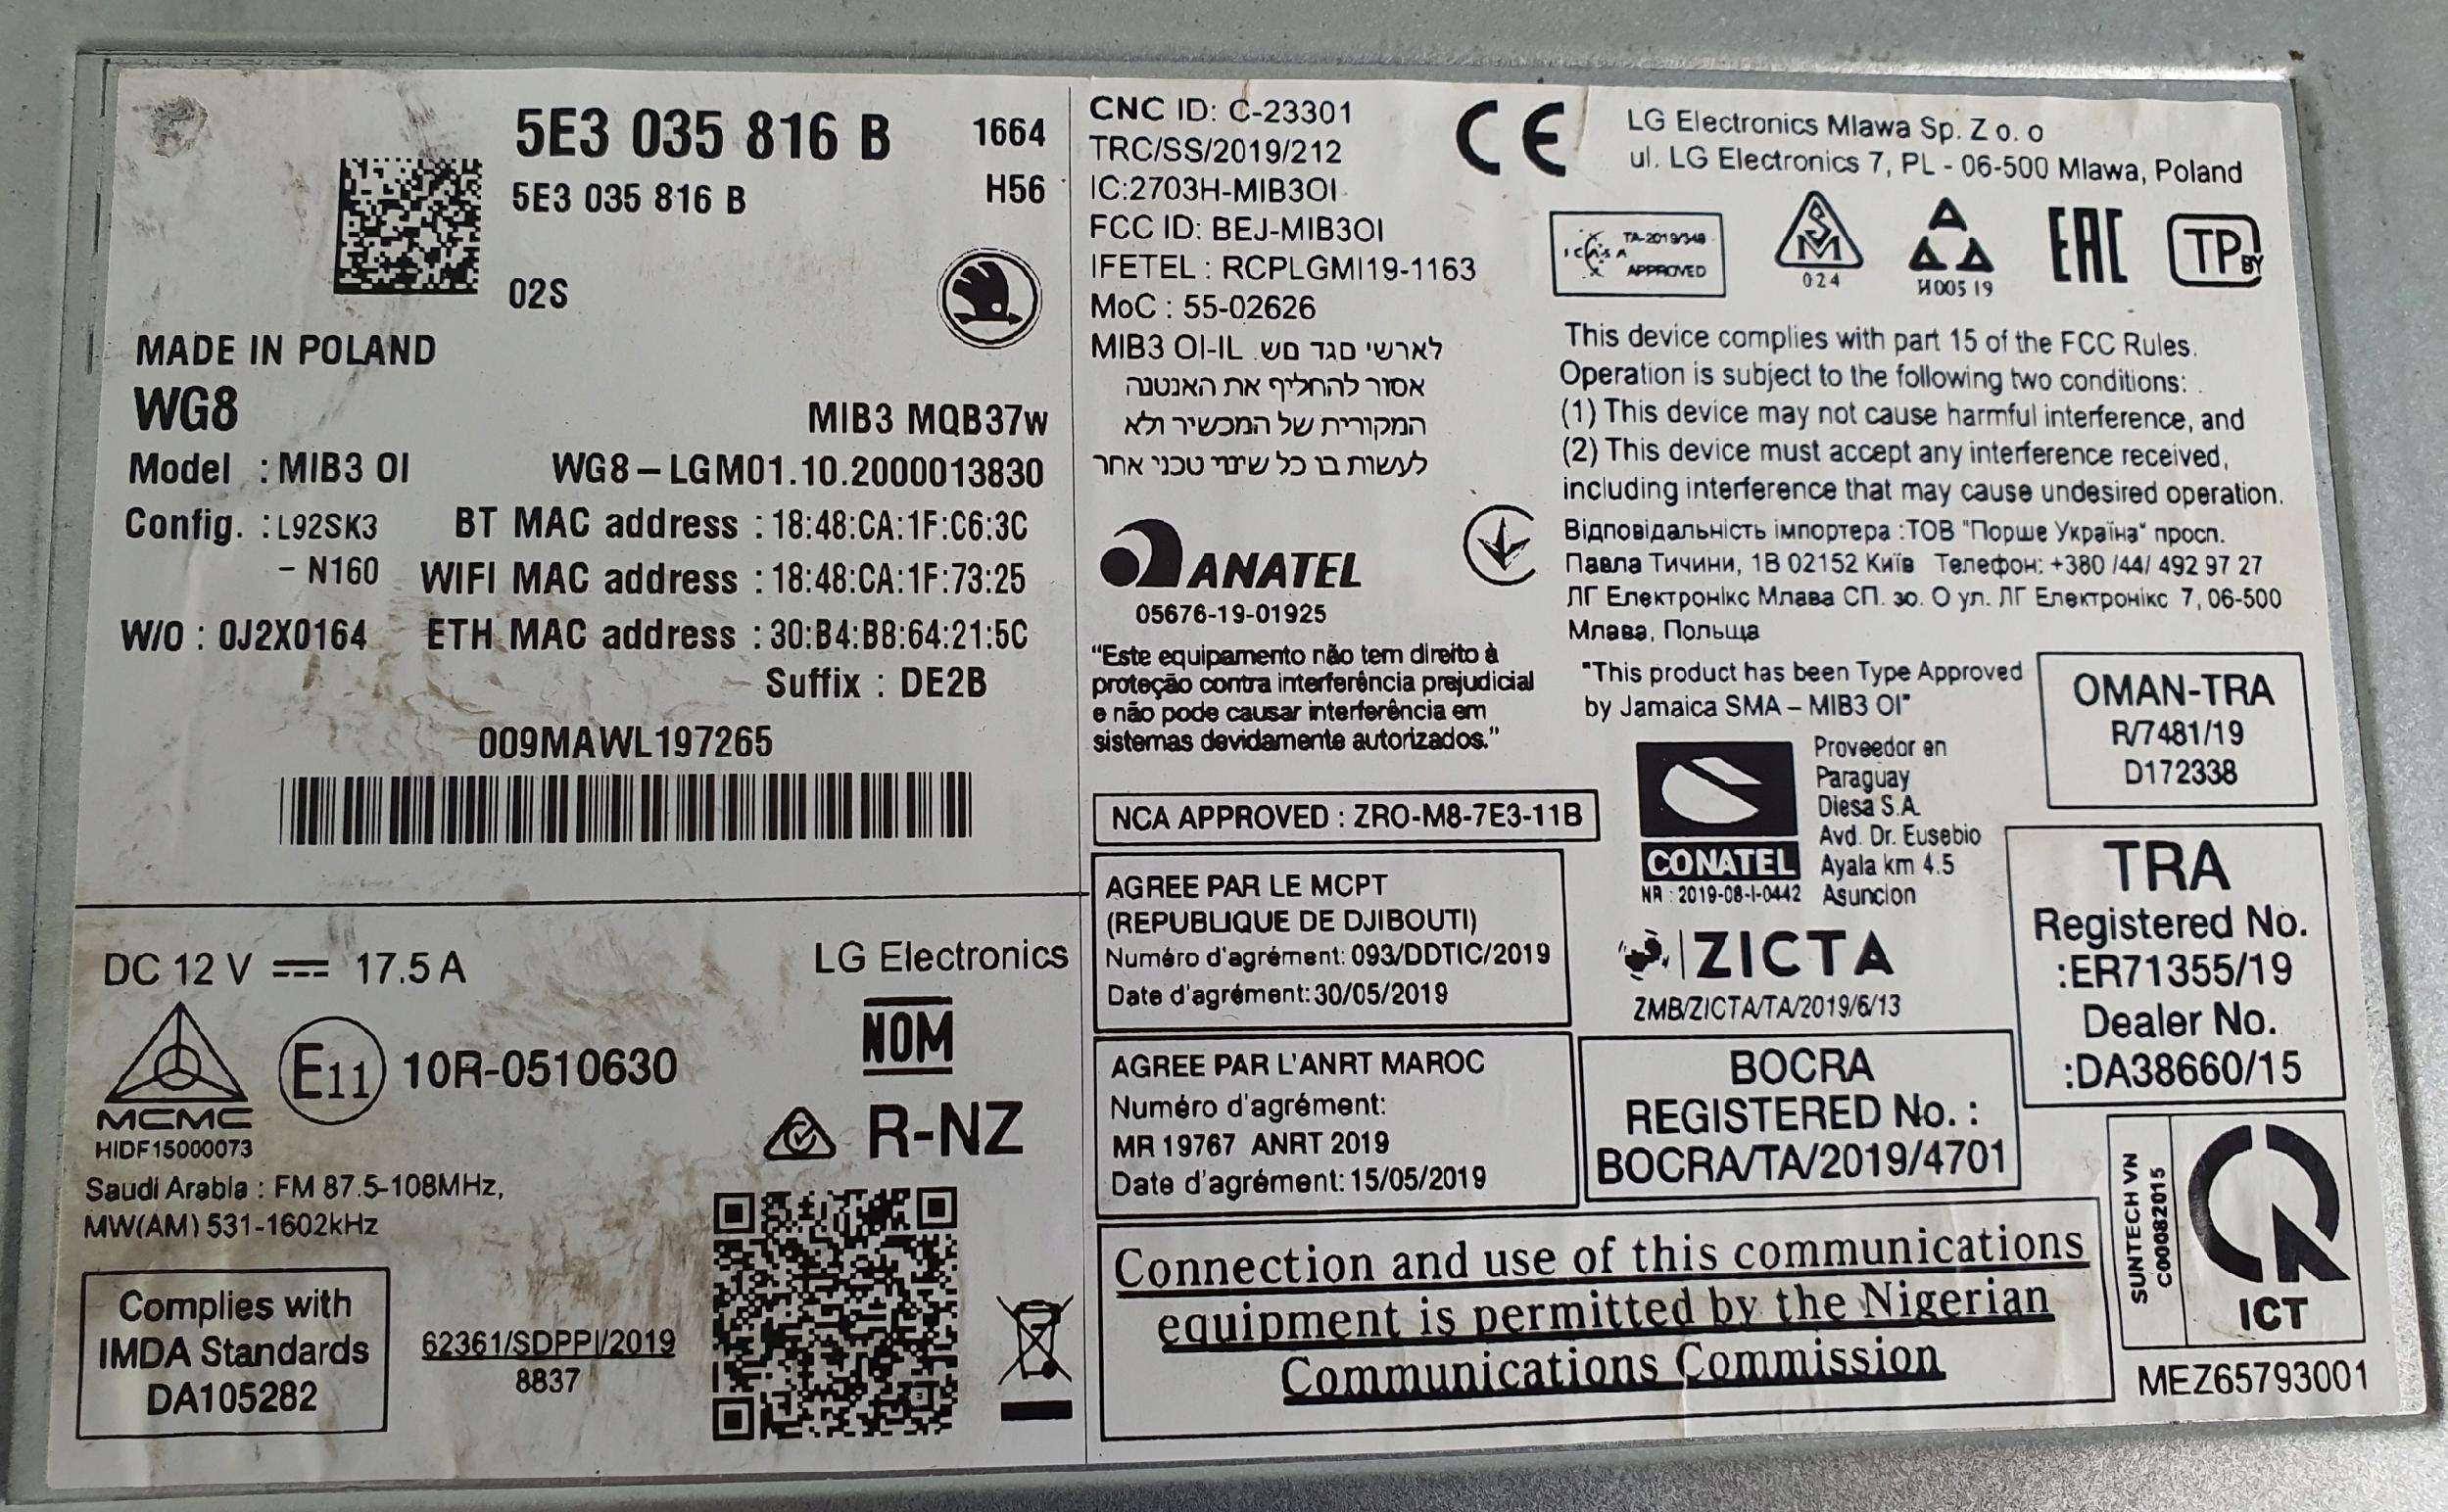 5E3 035 816 B
1664
5E3 035 816 B
H56
02S
MADE IN POLAND
WG8
MIB3 MQB37w
Model : MIB3 OI
WG8-LGM01.10.2000013830
Config. : L92SK3
- N160
BT MAC address : 18:48:CA:1F:C6:3C
WIFI MAC address : 18:48:CA:1F:73:25
W/O : 0J2X0164
ETH MAC address : 30:B4:B8:64:21:5C
Suffix : DE2B
009MAWL197265
DC 12 V 17.5 A
LG Electronics
MCMC
HIDF15000073
E11
10R-0510630
NOM
R-NZ
Saudi Arabia : FM 87.5-108MHz,
MW(AM) 531-1602kHz
Complies with
IMDA Standards
DA105282
62361/SDPPI/2019
8837
CNC ID: C-23301
TRC/SS/2019/212
IC:2703H-MIB3OI
FCC ID: BEJ-MIB3OI
IFETEL : RCPLGMI19-1163
MoC : 55-02626
MIB3 OI-IL .לארשי םגד םש
אסור להחליף את האנטנה
המקורית של המכשיר ולא
לעשות בו כל שינוי טכני אחר
ANATEL
05676-19-01925
“Este equipamento não tem direito à
proteção contra interferência prejudicial
e não pode causar interferência em
sistemas devidamente autorizados.”
NCA APPROVED : ZRO-M8-7E3-11B
AGREE PAR LE MCPT
(REPUBLIQUE DE DJIBOUTI)
Numéro d'agrément: 093/DDTIC/2019
Date d'agrément: 30/05/2019
AGREE PAR L'ANRT MAROC
Numéro d'agrément:
MR 19767 ANRT 2019
Date d'agrément: 15/05/2019
CE
LG Electronics Mlawa Sp. Z o. o
ul. LG Electronics 7, PL - 06-500 Mlawa, Poland
ICASA
TA-2019/348
APPROVED
SM
024
AAA
И005 19
EAC
TP BY
This device complies with part 15 of the FCC Rules.
Operation is subject to the following two conditions:
(1) This device may not cause harmful interference, and
(2) This device must accept any interference received,
including interference that may cause undesired operation.
Відповідальність імпортера :ТОВ "Порше Україна" просп.
Павла Тичини, 1В 02152 Київ Телефон: +380 /44/ 492 97 27
ЛГ Електронікс Млава СП. зо. О ул. ЛГ Електронікс 7, 06-500
Млава, Польща
"This product has been Type Approved
by Jamaica SMA – MIB3 OI"
OMAN-TRA
R/7481/19
D172338
CONATEL
NR : 2019-08-I-0442
Proveedor en
Paraguay
Diesa S.A.
Avd. Dr. Eusebio
Ayala km 4.5
Asuncion
ZICTA
ZMB/ZICTA/TA/2019/6/13
TRA
Registered No.
:ER71355/19
Dealer No.
:DA38660/15
BOCRA
REGISTERED No. :
BOCRA/TA/2019/4701
Connection and use of this communications
equipment is permitted by the Nigerian
Communications Commission
SUNTECH VN
C00082015
ICT
MEZ65793001